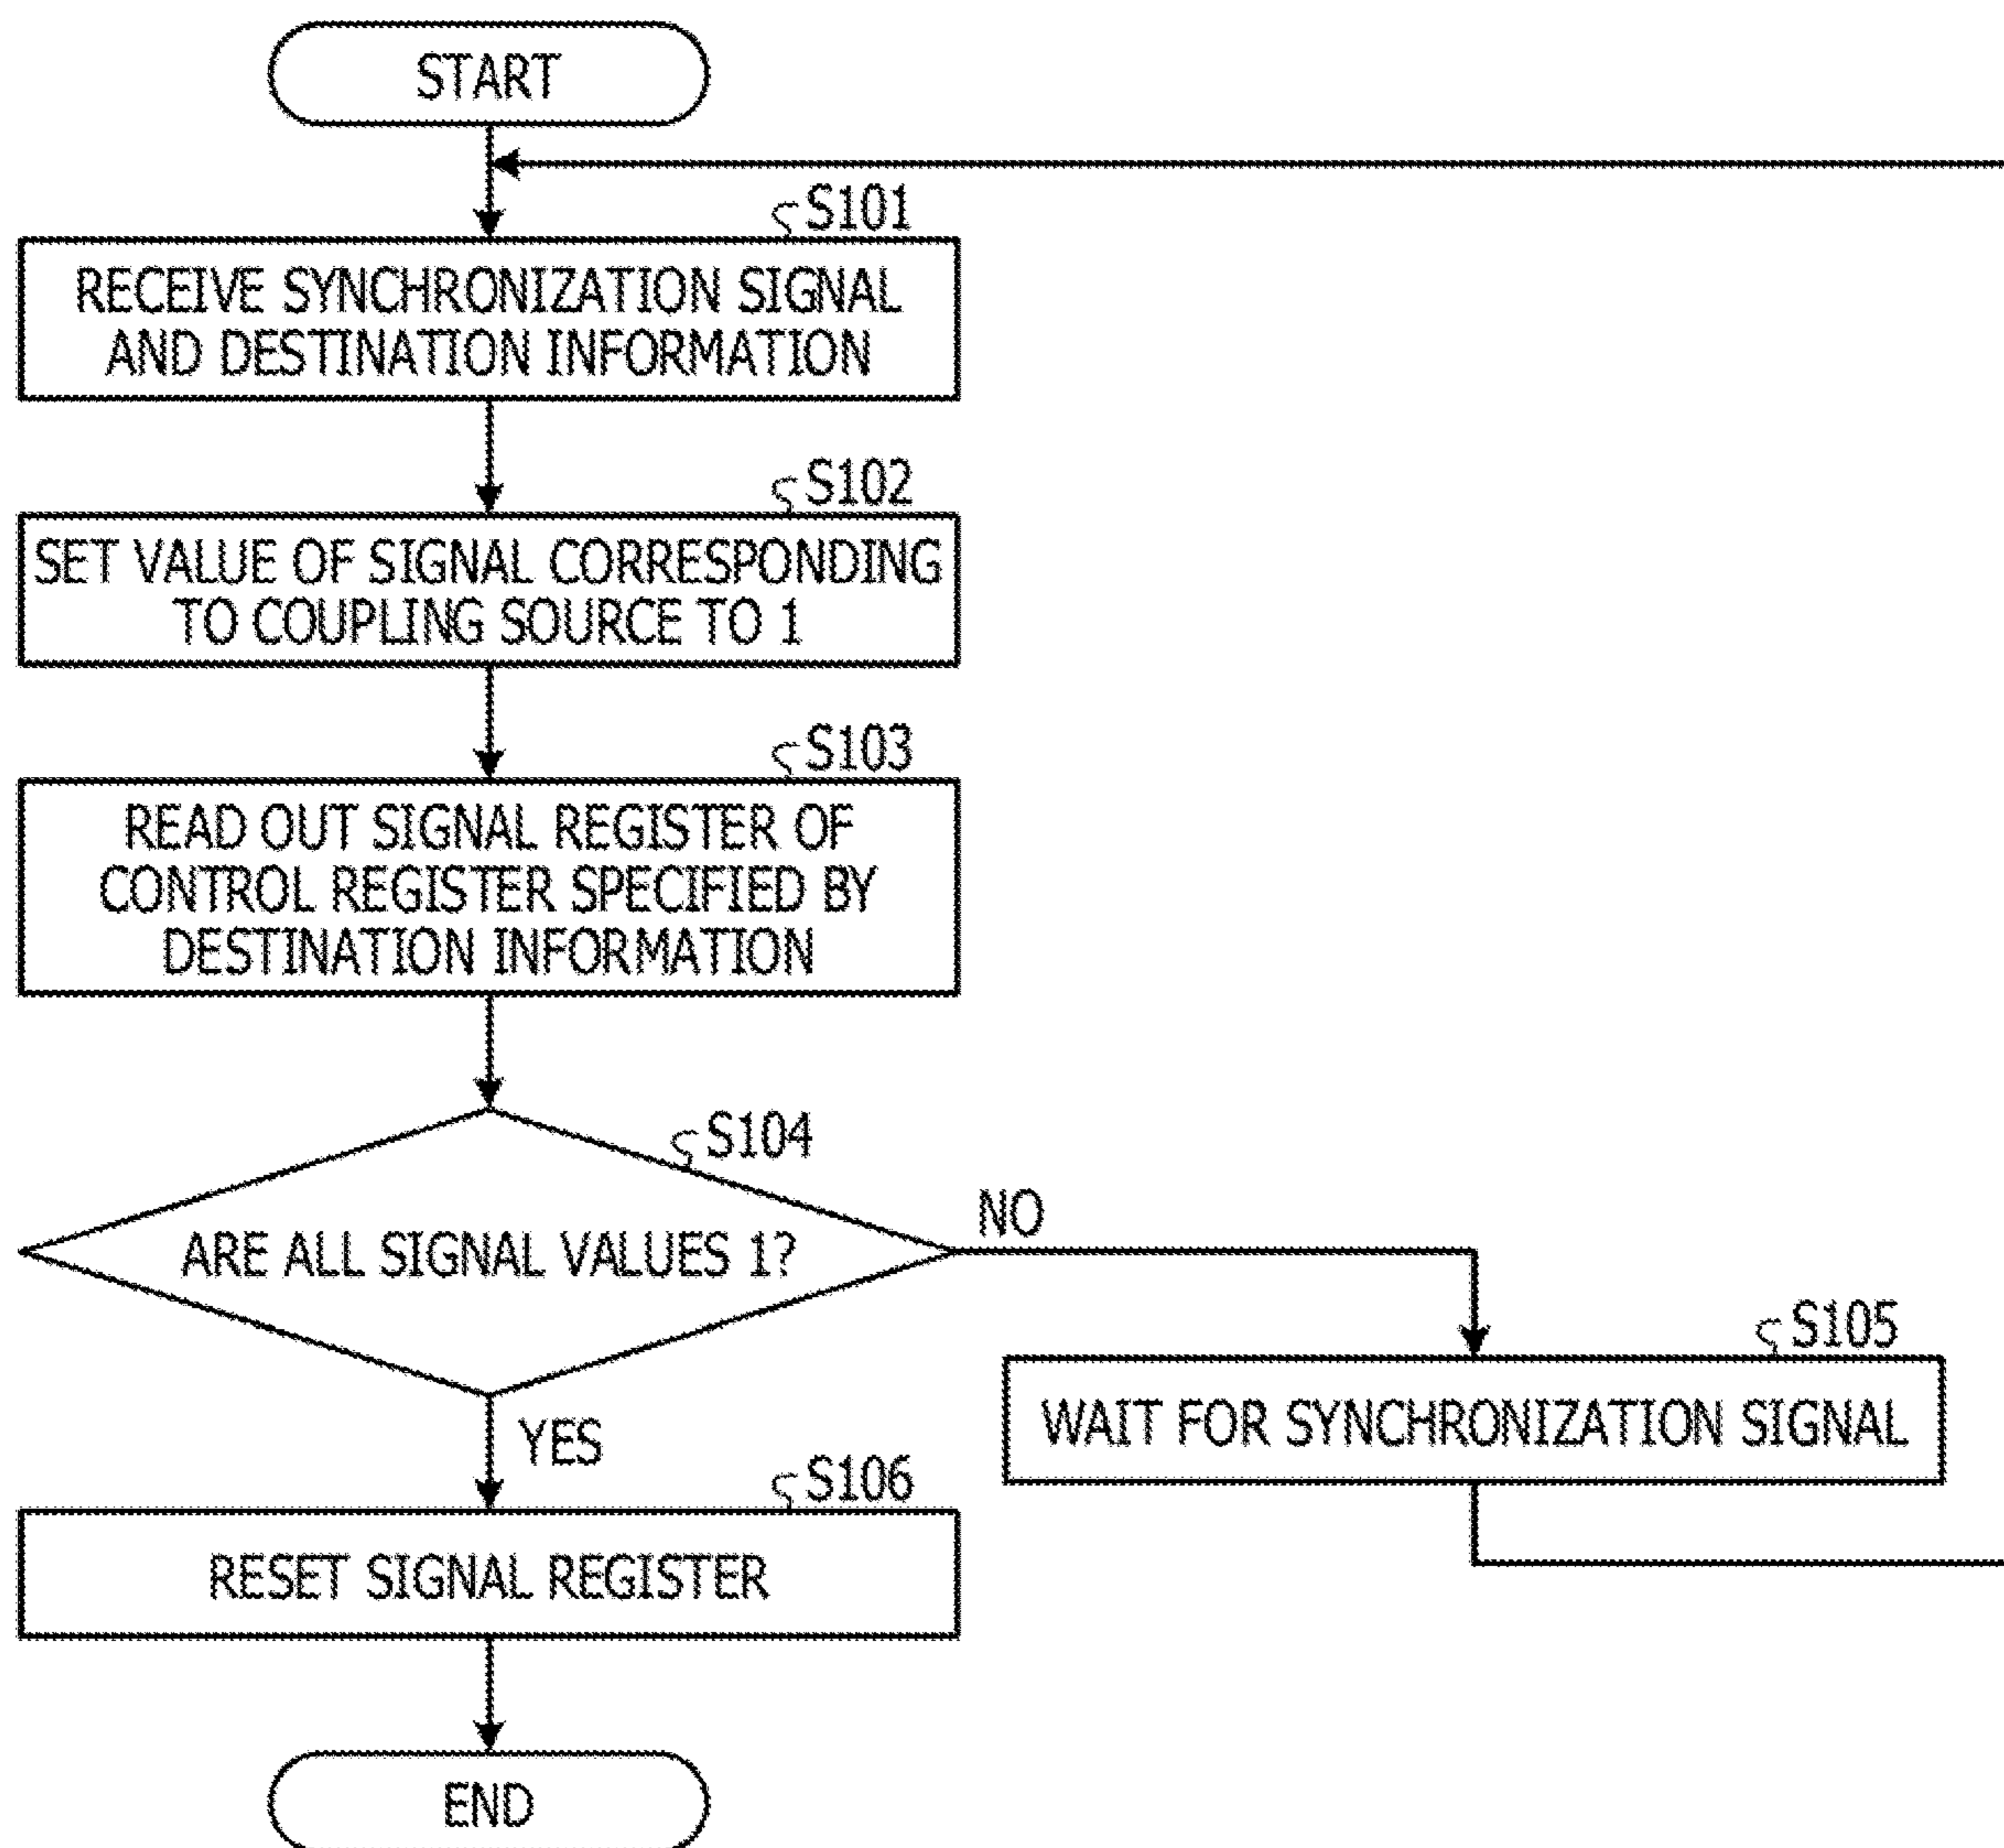 START
S101
RECEIVE SYNCHRONIZATION SIGNAL
AND DESTINATION INFORMATION
S102
SET VALUE OF SIGNAL CORRESPONDING
TO COUPLING SOURCE TO 1
S103
READ OUT SIGNAL REGISTER OF
CONTROL REGISTER SPECIFIED BY
DESTINATION INFORMATION
S104
ARE ALL SIGNAL VALUES 1?
NO
S105
WAIT FOR SYNCHRONIZATION SIGNAL
YES
S106
RESET SIGNAL REGISTER
END